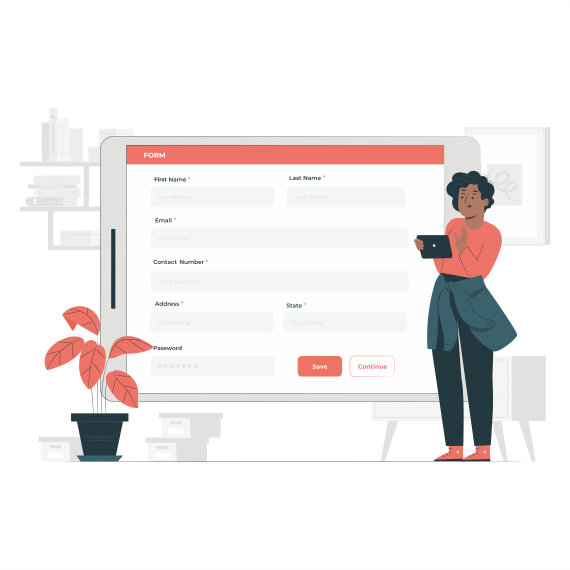 FORM
First Name * Last Name *
Your Name Your Name
Email *
Your Email
Contact Number *
Your Number
Address * State *
Your Name Your Name
Password
*******
Save Continue